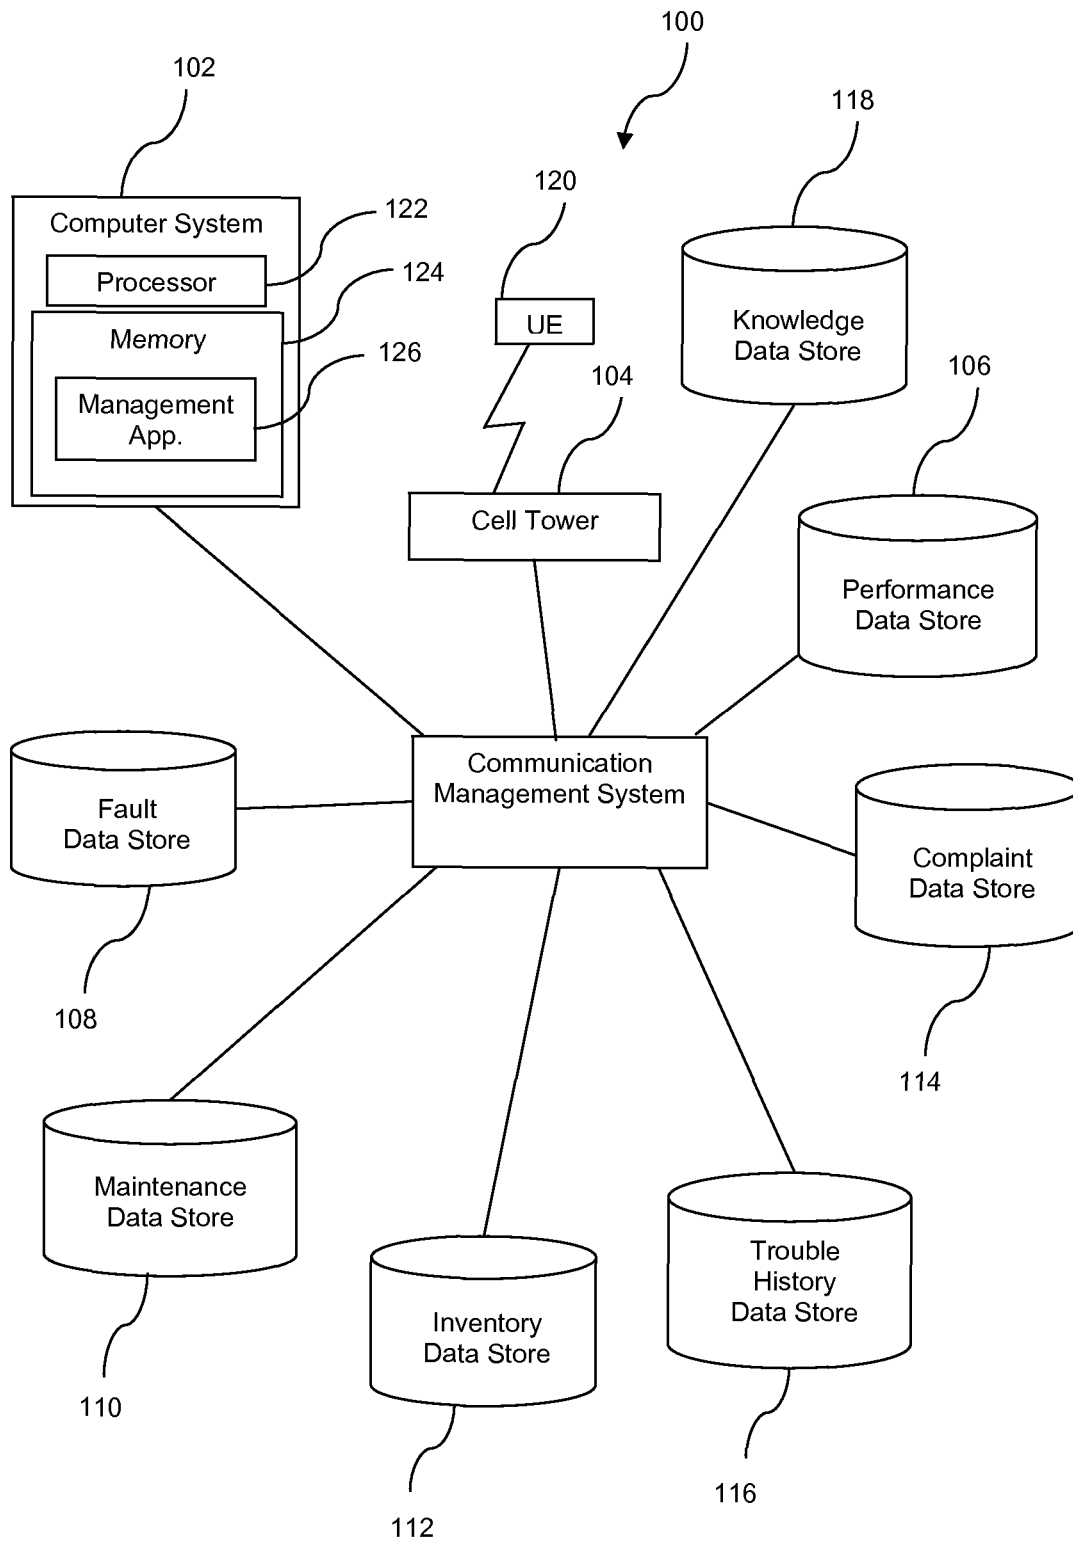 100
102
118
120
Computer System
122
Processor
124
Memory
UE
Knowledge
Data Store
126
Management
App.
104
106
Cell Tower
Performance
Data Store
Communication
Management System
Fault
Data Store
Complaint
Data Store
108
114
Maintenance
Data Store
Trouble
History
Data Store
Inventory
Data Store
110
116
112